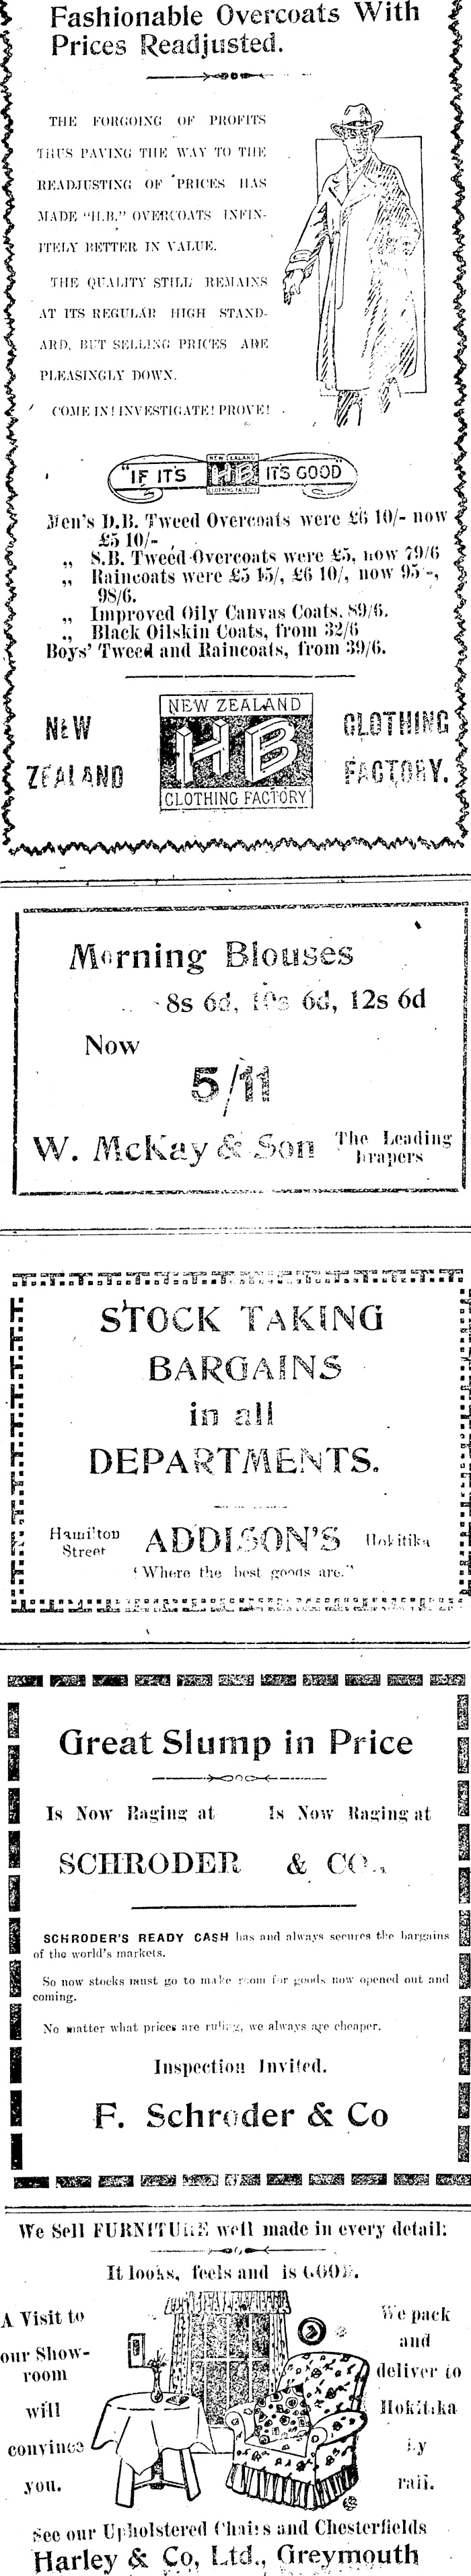 Fashionable Overcoats With
Prices Readjusted.
THE FORGOING OF PROFITS
THUS PAVING THE WAY TO THE
READJUSTING OF PRICES HAS
MADE "H.B." OVERCOATS INFIN-
ITELY BETTER IN VALUE.
THE QUALITY STILL REMAINS
AT ITS REGULAR HIGH STAND-
ARD, BUT SELLING PRICES ARE
PLEASINGLY DOWN.
COME IN! INVESTIGATE! PROVE!
"IF IT'S NEW ZEALAND HB CLOTHING FACTORY IT'S GOOD"
Men's D.B. Tweed Overcoats were £6 10/- now
£5 10/-
„ S.B. Tweed Overcoats were £5, now 79/6
„ Raincoats were £5 15/, £6 10/, now 95/-,
98/6.
„ Improved Oily Canvas Coats, 89/6.
„ Black Oilskin Coats, from 32/6
Boys' Tweed and Raincoats, from 39/6.
NEW ZEALAND
HB
CLOTHING FACTORY
NEW
ZEALAND
CLOTHING
FACTORY.
Morning Blouses
8s 6d, 10s 6d, 12s 6d
Now
5/11
W. McKay & Son The Leading
Drapers
STOCK TAKING
BARGAINS
in all
DEPARTMENTS.
Hamilton
Street
ADDISON'S Hokitika
"Where the best goods are."
Great Slump in Price
Is Now Raging at Is Now Raging at
SCHRODER & CO.,
SCHRODER'S READY CASH has and always secures the bargains
of the world's markets.
So now stocks must go to make room for goods now opened out and
coming.
No matter what prices are ruling, we always are cheaper.
Inspection Invited.
F. Schroder & Co
We Sell FURNITURE well made in every detail:
It looks, feels and is GOOD.
A Visit to
our Show-
room
will
convince
you.
We pack
and
deliver to
Hokitika
by
rail.
See our Upholstered Chairs and Chesterfields
Harley & Co, Ltd., Greymouth